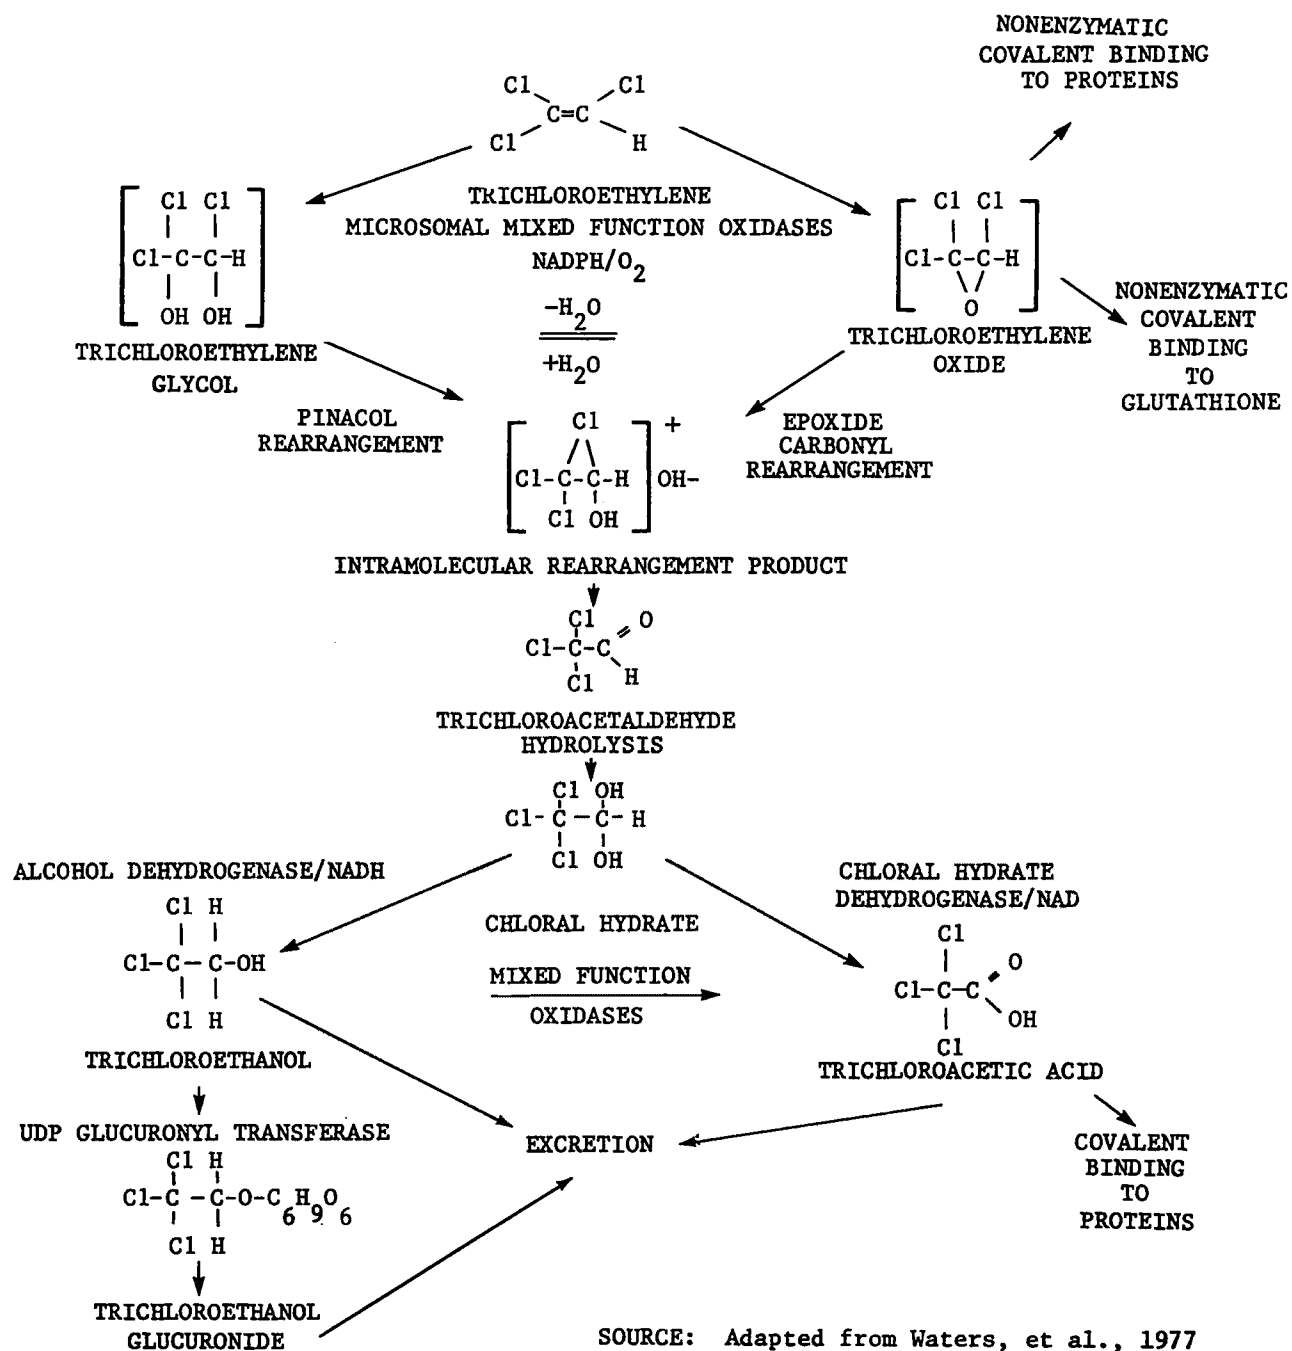 NONENZYMATIC
COVALENT BINDING
TO PROTEINS
Cl Cl
C=C
Cl H
TRICHLOROETHYLENE
MICROSOMAL MIXED FUNCTION OXIDASES
NADPH/O2
-H2O
+H2O
Cl Cl
Cl-C-C-H
OH OH
TRICHLOROETHYLENE
GLYCOL
Cl Cl
Cl-C-C-H
O
TRICHLOROETHYLENE
OXIDE
NONENZYMATIC
COVALENT
BINDING
TO
GLUTATHIONE
PINACOL
REARRANGEMENT
Cl +
Cl-C-C-H OH-
Cl OH
EPOXIDE
CARBONYL
REARRANGEMENT
INTRAMOLECULAR REARRANGEMENT PRODUCT
Cl O
Cl-C-C
Cl H
TRICHLOROACETALDEHYDE
HYDROLYSIS
Cl OH
Cl-C-C-H
Cl OH
CHLORAL HYDRATE
MIXED FUNCTION
OXIDASES
ALCOHOL DEHYDROGENASE/NADH
Cl H
Cl-C-C-OH
Cl H
TRICHLOROETHANOL
CHLORAL HYDRATE
DEHYDROGENASE/NAD
Cl
O
Cl-C-C
OH
Cl
TRICHLOROACETIC ACID
UDP GLUCURONYL TRANSFERASE
Cl H
Cl-C-C-O-C6H9O6
Cl H
TRICHLOROETHANOL
GLUCURONIDE
EXCRETION
COVALENT
BINDING
TO
PROTEINS
SOURCE: Adapted from Waters, et al., 1977